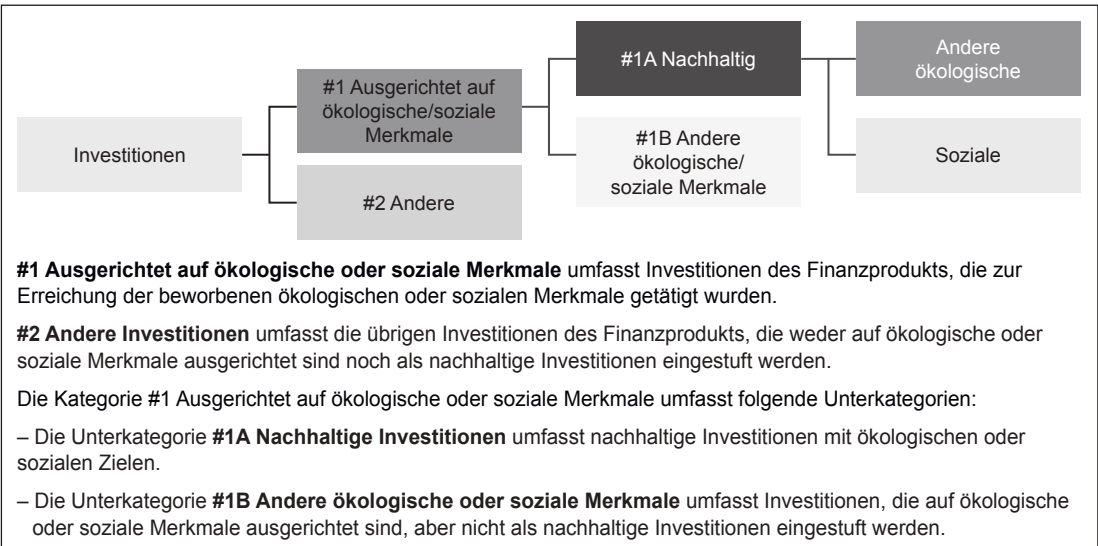 Investitionen
#1 Ausgerichtet auf
ökologische/soziale
Merkmale
#2 Andere
#1A Nachhaltig
#1B Andere
ökologische/
soziale Merkmale
Andere
ökologische
Soziale
#1 Ausgerichtet auf ökologische oder soziale Merkmale umfasst Investitionen des Finanzprodukts, die zur
Erreichung der beworbenen ökologischen oder sozialen Merkmale getätigt wurden.
#2 Andere Investitionen umfasst die übrigen Investitionen des Finanzprodukts, die weder auf ökologische oder
soziale Merkmale ausgerichtet sind noch als nachhaltige Investitionen eingestuft werden.
Die Kategorie #1 Ausgerichtet auf ökologische oder soziale Merkmale umfasst folgende Unterkategorien:
– Die Unterkategorie #1A Nachhaltige Investitionen umfasst nachhaltige Investitionen mit ökologischen oder
sozialen Zielen.
– Die Unterkategorie #1B Andere ökologische oder soziale Merkmale umfasst Investitionen, die auf ökologische
oder soziale Merkmale ausgerichtet sind, aber nicht als nachhaltige Investitionen eingestuft werden.